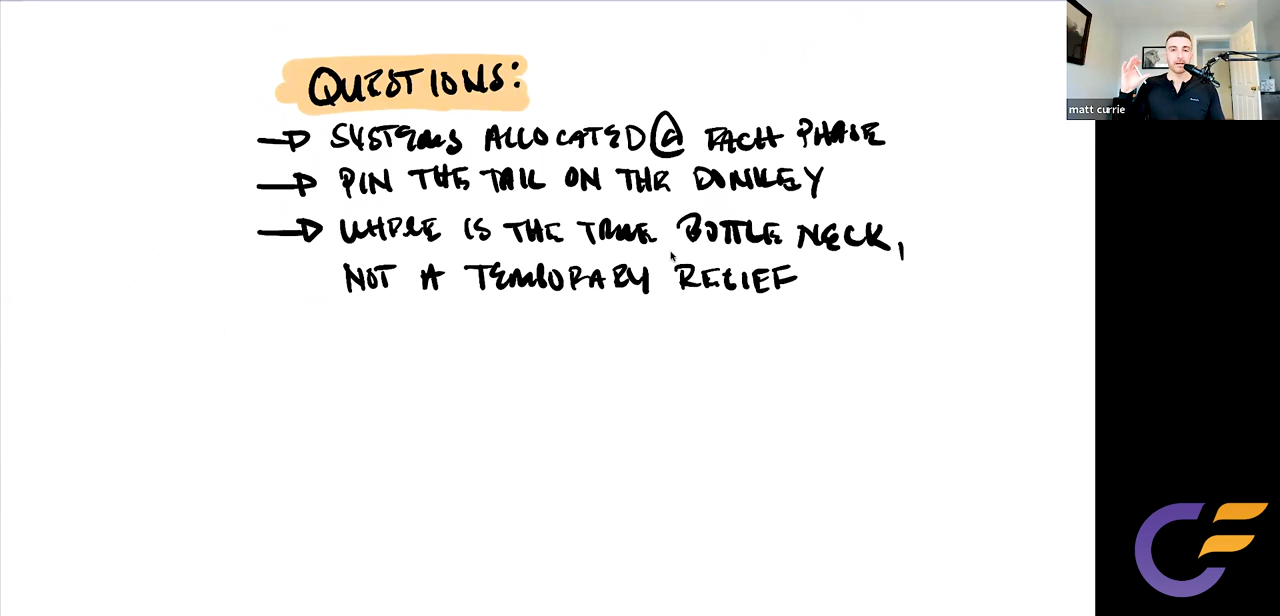 QUESTIONS:
→ SYSTEMS ALLOCATED @ EACH PHASE
→ PIN THE TAIL ON THE DONKEY
→ WHERE IS THE TRUE BOTTLE NECK,
NOT A TEMPORARY RELIEF
matt currie
CF